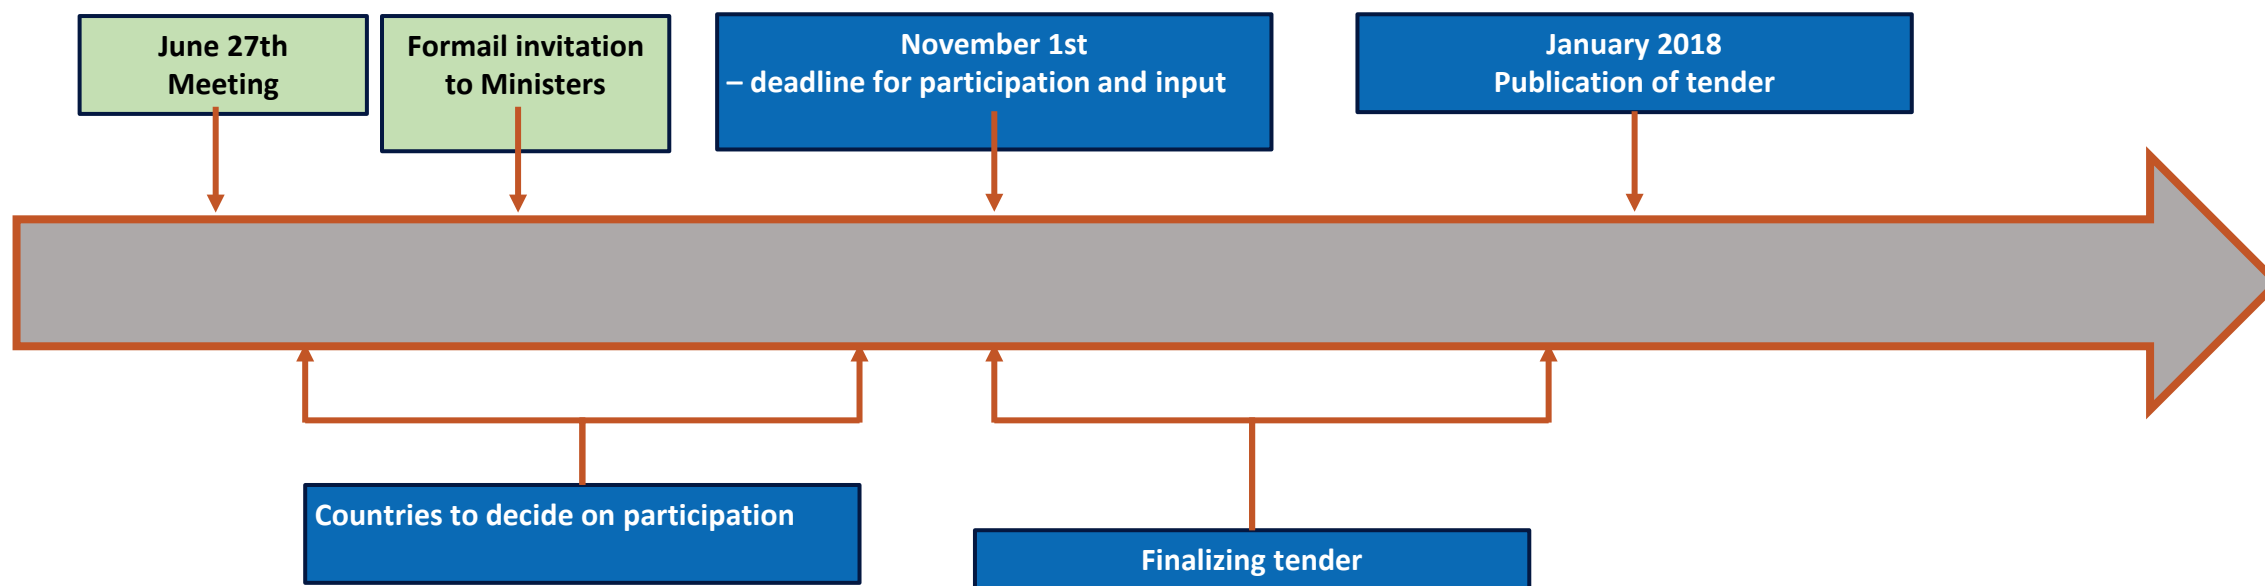 June 27th
Meeting
Formail invitation
to Ministers
November 1st
– deadline for participation and input
January 2018
Publication of tender
Countries to decide on participation
Finalizing tender